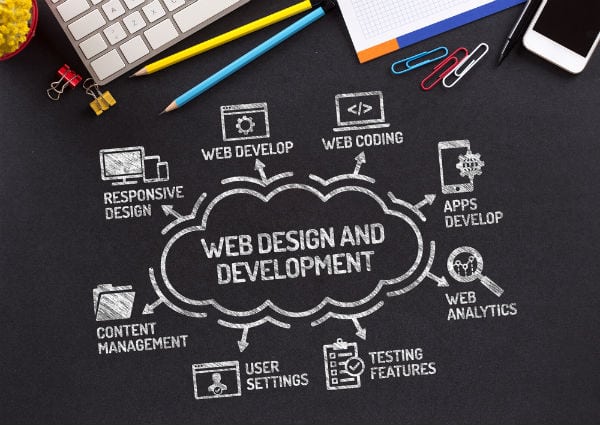 WEB DEVELOP
WEB CODING
RESPONSIVE
DESIGN
APPS
DEVELOP
WEB DESIGN AND
DEVELOPMENT
WEB
ANALYTICS
CONTENT
MANAGEMENT
USER
SETTINGS
TESTING
FEATURES